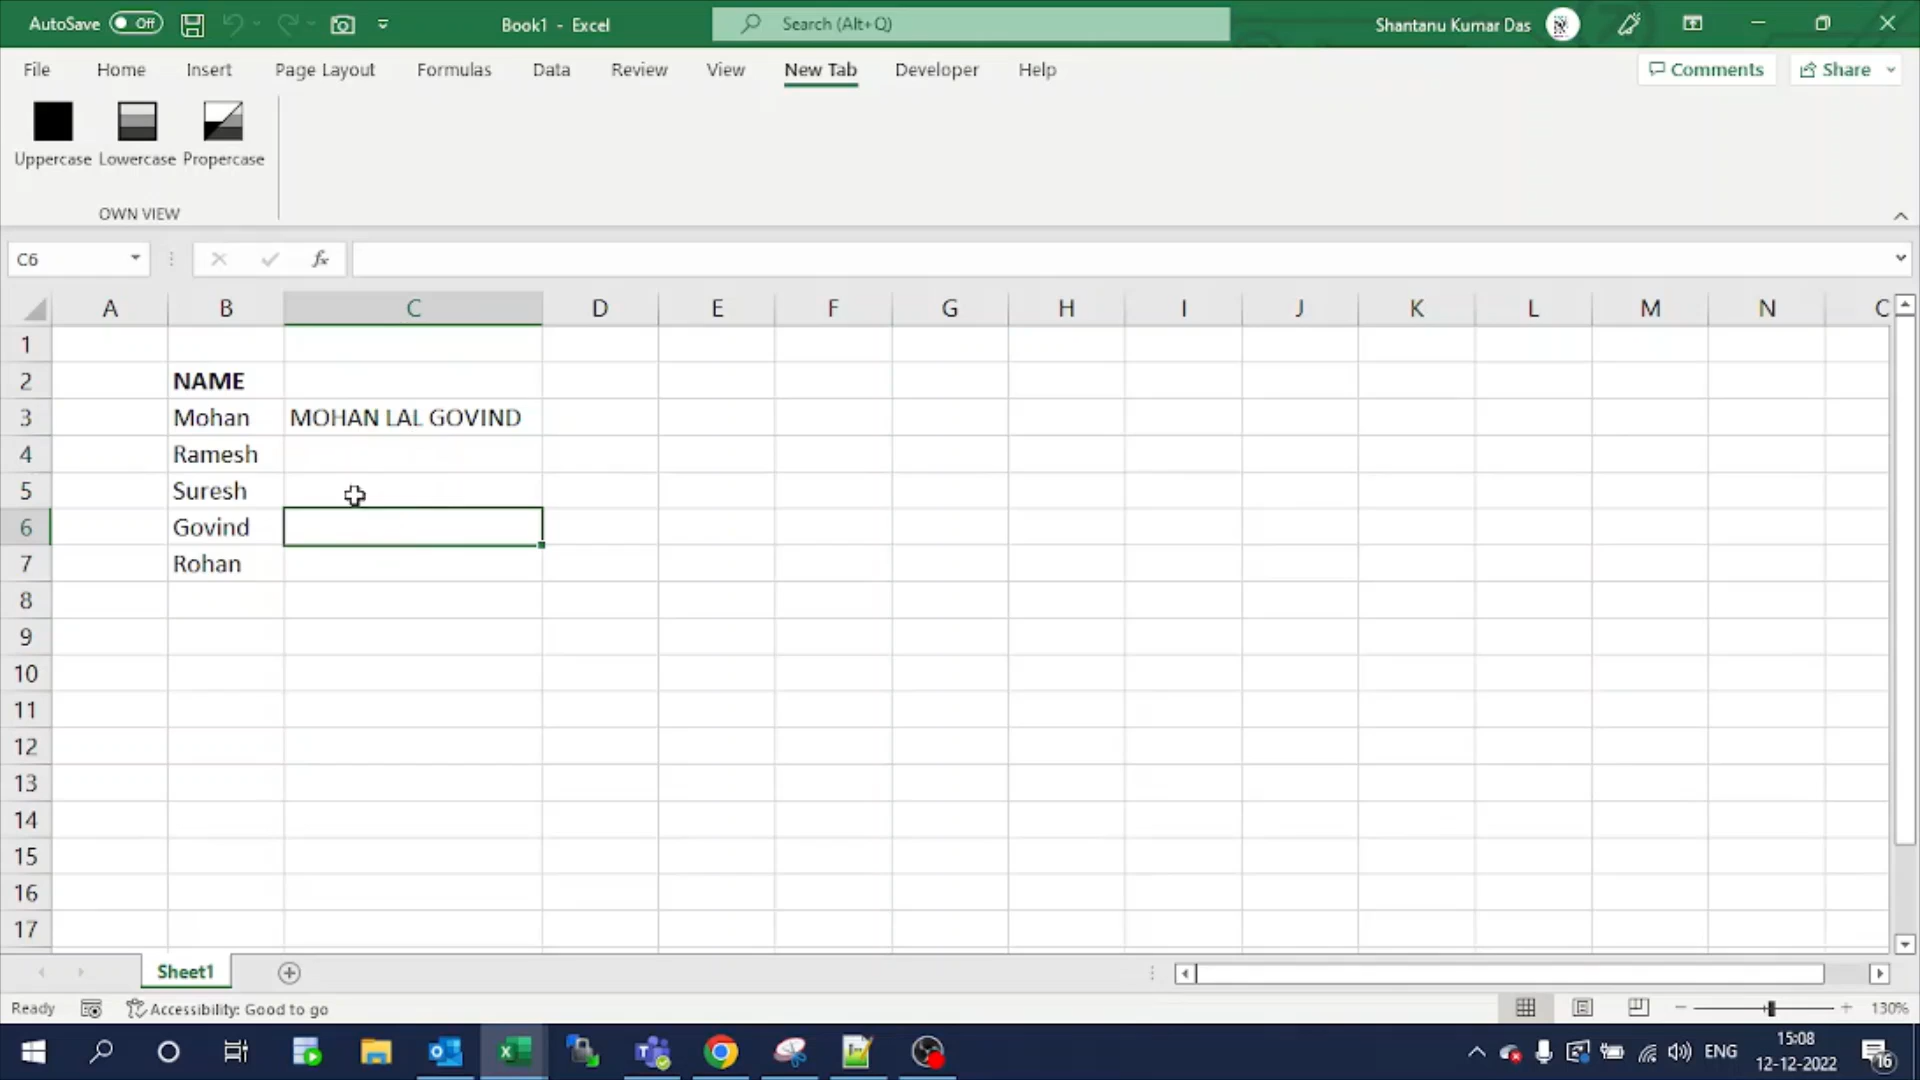 AutoSave Off Book1 - Excel Search (Alt+Q) Shantanu Kumar Das
File Home Insert Page Layout Formulas Data Review View New Tab Developer Help Comments Share
Uppercase Lowercase Propercase
OWN VIEW
C6 fx
A B C D E F G H I J K L M N
1
2 NAME
3 Mohan MOHAN LAL GOVIND
4 Ramesh
5 Suresh
6 Govind
7 Rohan
8
9
10
11
12
13
14
15
16
17
Sheet1
Ready Accessibility: Good to go 130%
ENG 15:08
12-12-2022 16